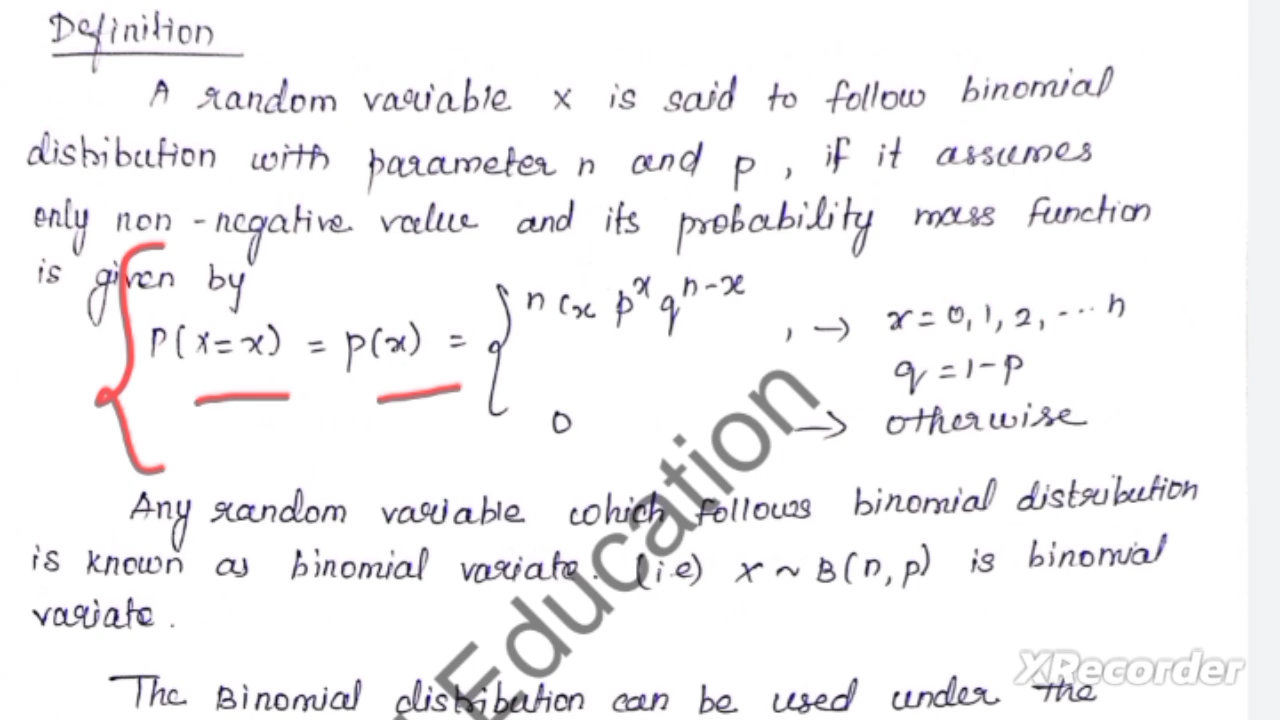 Definition
A random variable x is said to follow binomial
distribution with parameter n and p, if it assumes
only non-negative value and its probability mass function
is given by
P(X=x) = p(x) = { nCx p^x q^n-x , → x = 0, 1, 2, ... n
q = 1-p
0 → otherwise
Any random variable which follows binomial distribution
is known as binomial variate. (i.e) X ~ B(n, p) is binomial
variate.
The Binomial distribution can be used under the
Education
XRecorder